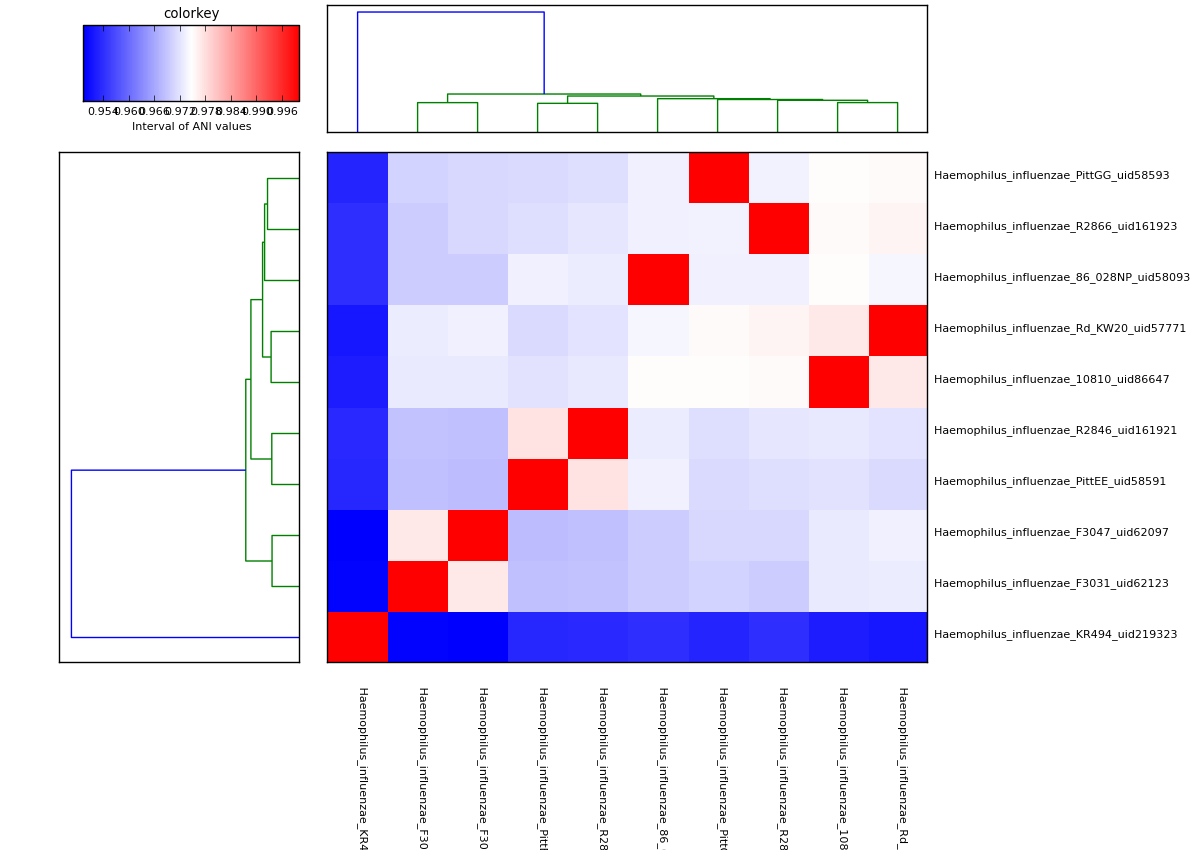 colorkey
0.954 0.960 0.966 0.972 0.978 0.984 0.990 0.996
Interval of ANI values
Haemophilus_influenzae_PittGG_uid58593
Haemophilus_influenzae_R2866_uid161923
Haemophilus_influenzae_86_028NP_uid58093
Haemophilus_influenzae_Rd_KW20_uid57771
Haemophilus_influenzae_10810_uid86647
Haemophilus_influenzae_R2846_uid161921
Haemophilus_influenzae_PittEE_uid58591
Haemophilus_influenzae_F3047_uid62097
Haemophilus_influenzae_F3031_uid62123
Haemophilus_influenzae_KR494_uid219323
Haemophilus_influenzae_KR4
Haemophilus_influenzae_F30
Haemophilus_influenzae_F30
Haemophilus_influenzae_Pitt
Haemophilus_influenzae_R28
Haemophilus_influenzae_86_
Haemophilus_influenzae_Pitt
Haemophilus_influenzae_R28
Haemophilus_influenzae_108
Haemophilus_influenzae_Rd_